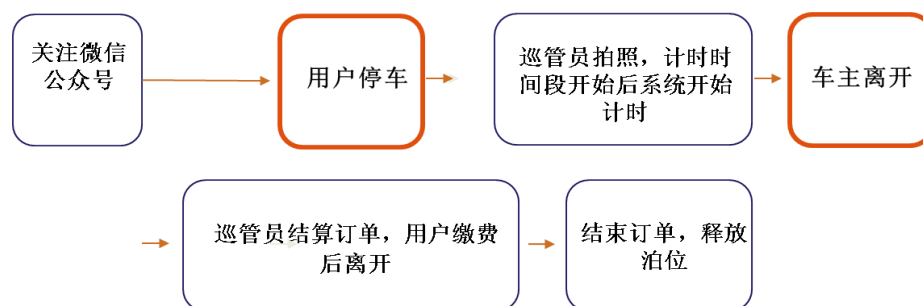 关注微信
公众号
用户停车
巡管员拍照，计时时
间段开始后系统开始
计时
车主离开
巡管员结算订单，用户缴费
后离开
结束订单，释放
泊位